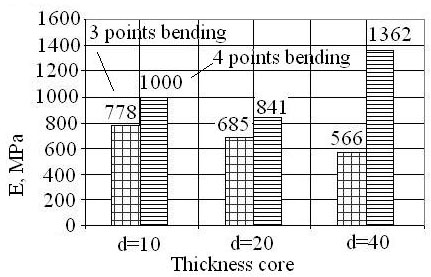 1600
1400
1200
1000
800
600
400
200
0
E, MPa
3 points bending
4 points bending
778
1000
685
841
566
1362
d=10
d=20
d=40
Thickness core